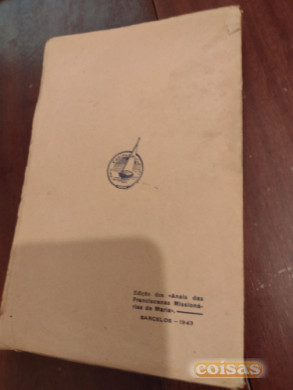 Edição dos «Anais das
Franciscanas Missioná-
rias de Maria».
BARCELOS — 1943
coisas